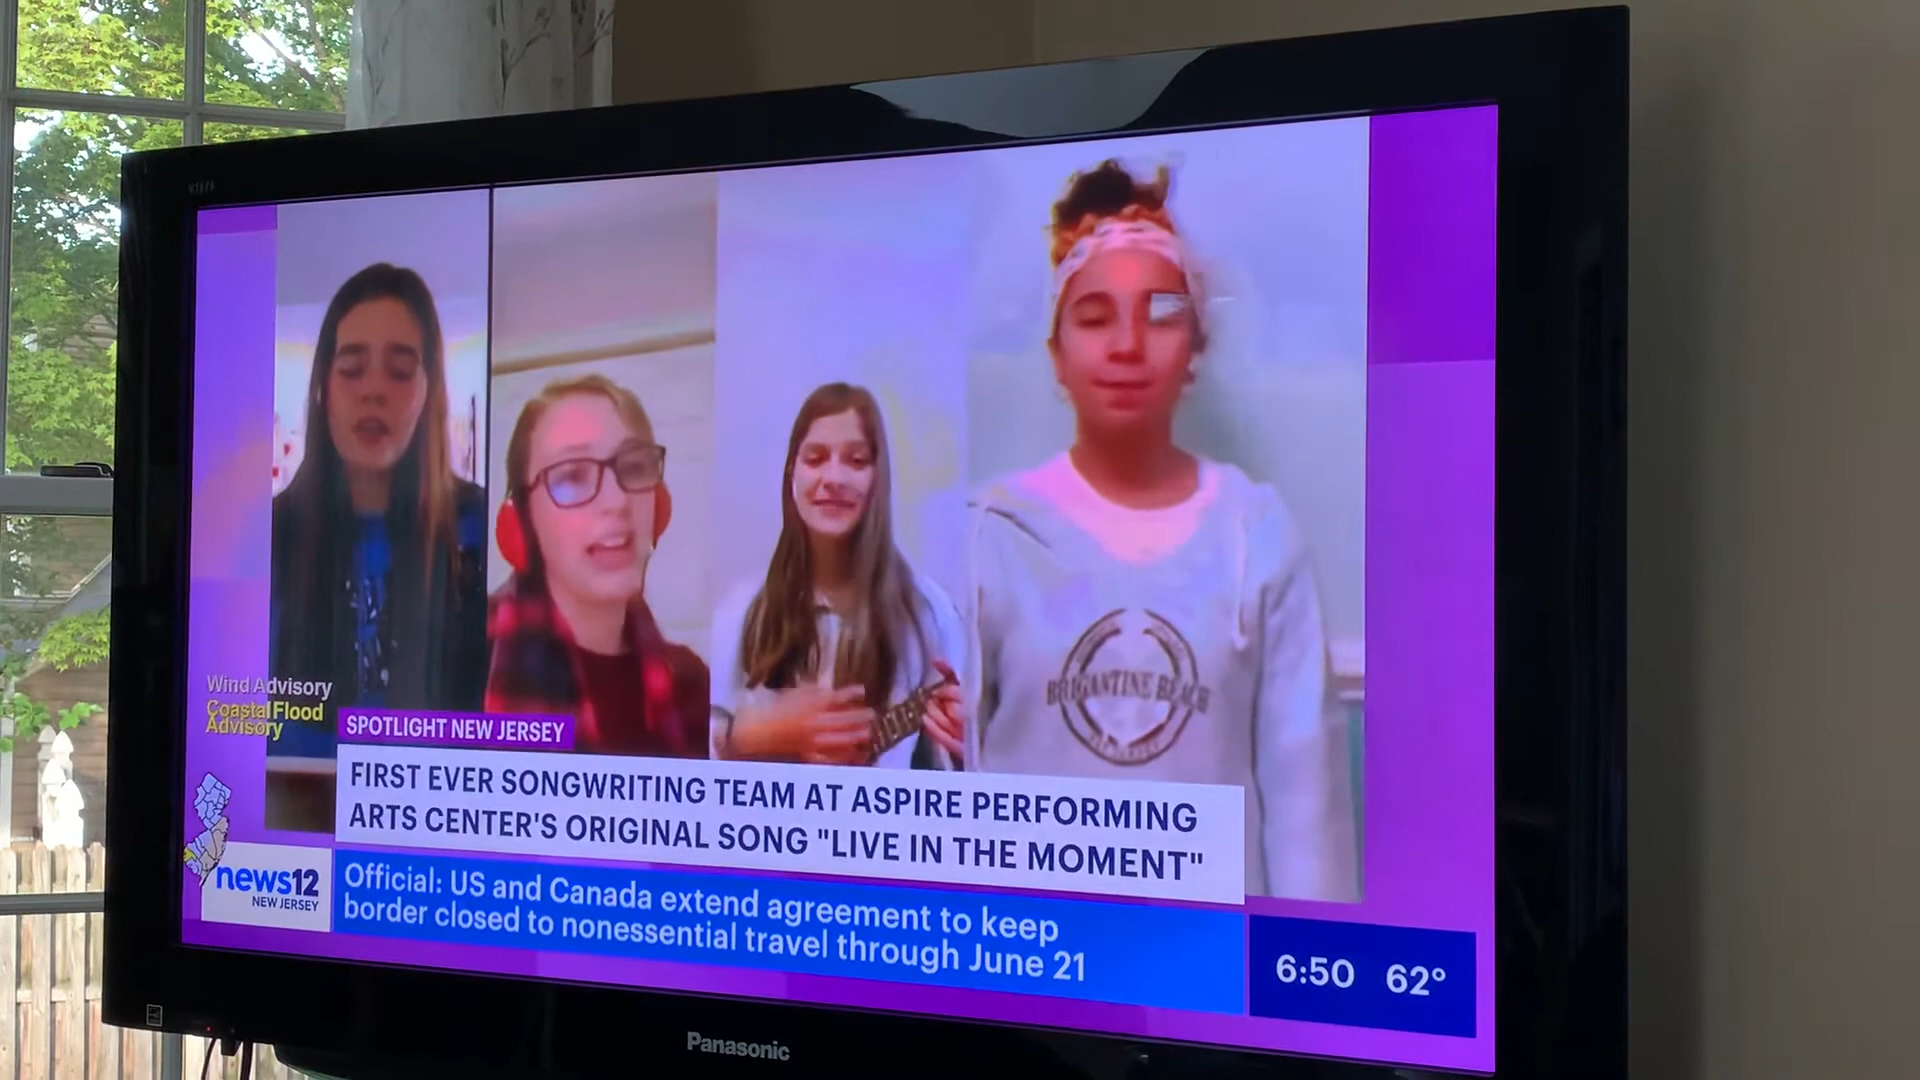 Wind Advisory
Coastal Flood
Advisory
SPOTLIGHT NEW JERSEY
BRIGANTINE BEACH
FIRST EVER SONGWRITING TEAM AT ASPIRE PERFORMING
ARTS CENTER'S ORIGINAL SONG "LIVE IN THE MOMENT"
news12
NEW JERSEY
Official: US and Canada extend agreement to keep
border closed to nonessential travel through June 21
6:50 62°
Panasonic